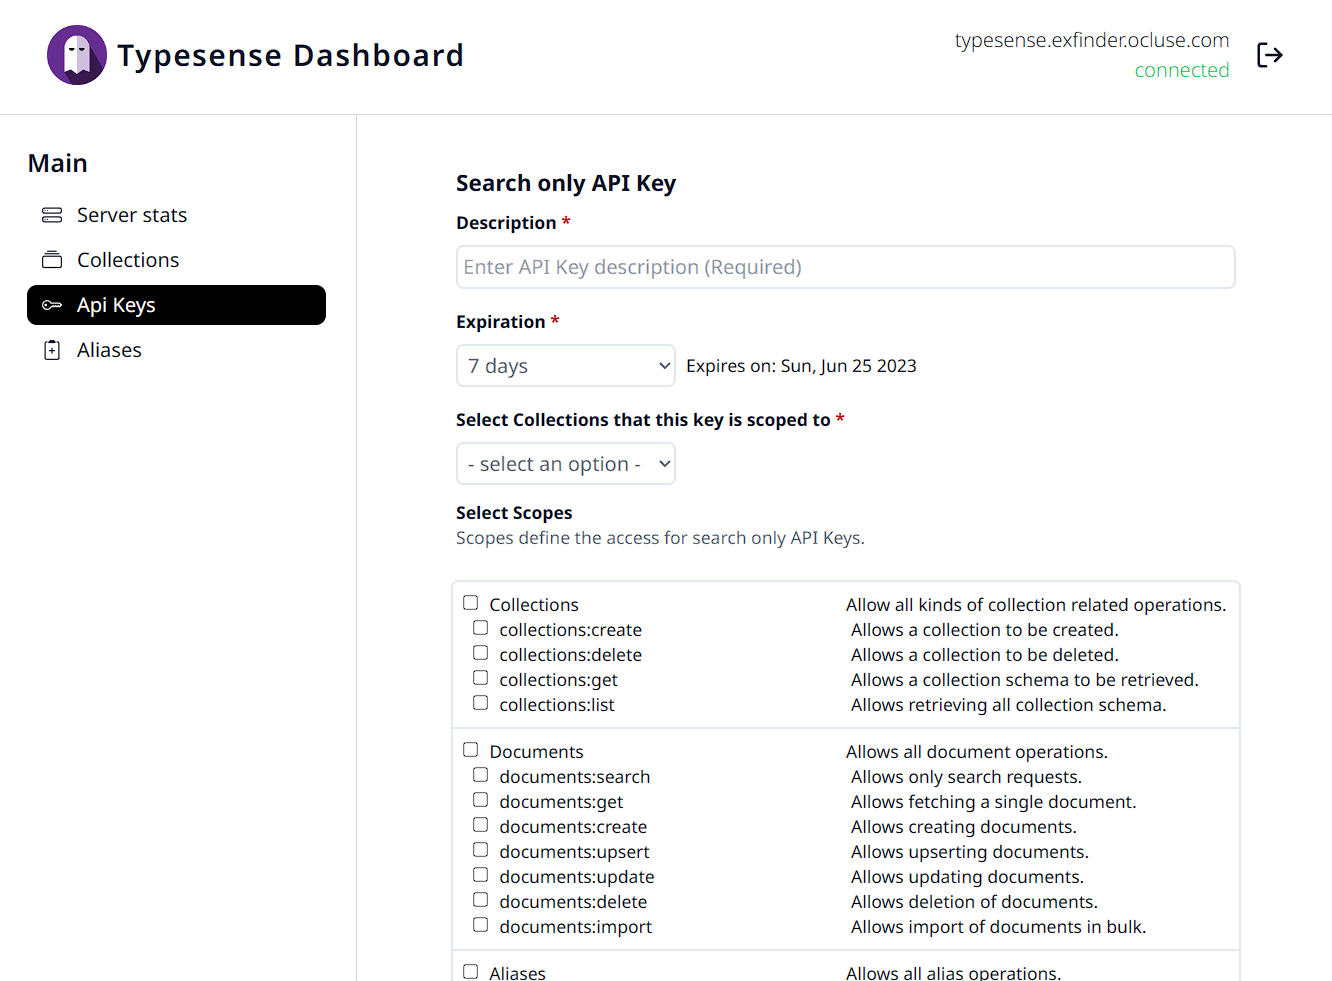 Typesense Dashboard
typesense.exfinder.ocluse.com
connected
Main
Server stats
Collections
Api Keys
Aliases
Search only API Key
Description *
Enter API Key description (Required)
Expiration *
7 days Expires on: Sun, Jun 25 2023
Select Collections that this key is scoped to *
- select an option -
Select Scopes
Scopes define the access for search only API Keys.
Collections Allow all kinds of collection related operations.
collections:create Allows a collection to be created.
collections:delete Allows a collection to be deleted.
collections:get Allows a collection schema to be retrieved.
collections:list Allows retrieving all collection schema.
Documents Allows all document operations.
documents:search Allows only search requests.
documents:get Allows fetching a single document.
documents:create Allows creating documents.
documents:upsert Allows upserting documents.
documents:update Allows updating documents.
documents:delete Allows deletion of documents.
documents:import Allows import of documents in bulk.
Aliases Allows all alias operations.